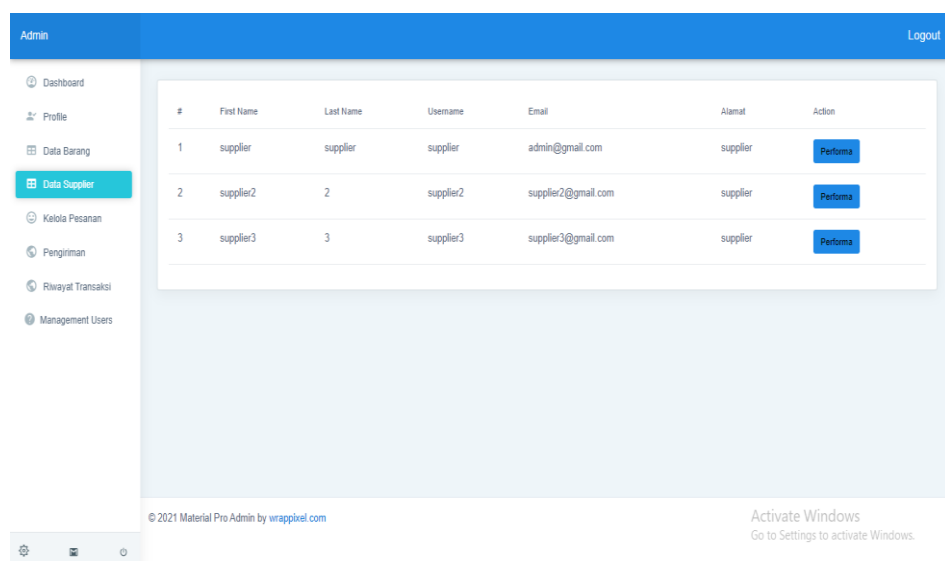 Admin
Logout
Dashboard
Profile
Data Barang
Data Supplier
Kelola Pesanan
Pengiriman
Riwayat Transaksi
Management Users
# First Name Last Name Username Email Alamat Action
1 supplier supplier supplier admin@gmail.com supplier Performa
2 supplier2 2 supplier2 supplier2@gmail.com supplier Performa
3 supplier3 3 supplier3 supplier3@gmail.com supplier Performa
© 2021 Material Pro Admin by wrappixel.com
Activate Windows
Go to Settings to activate Windows.